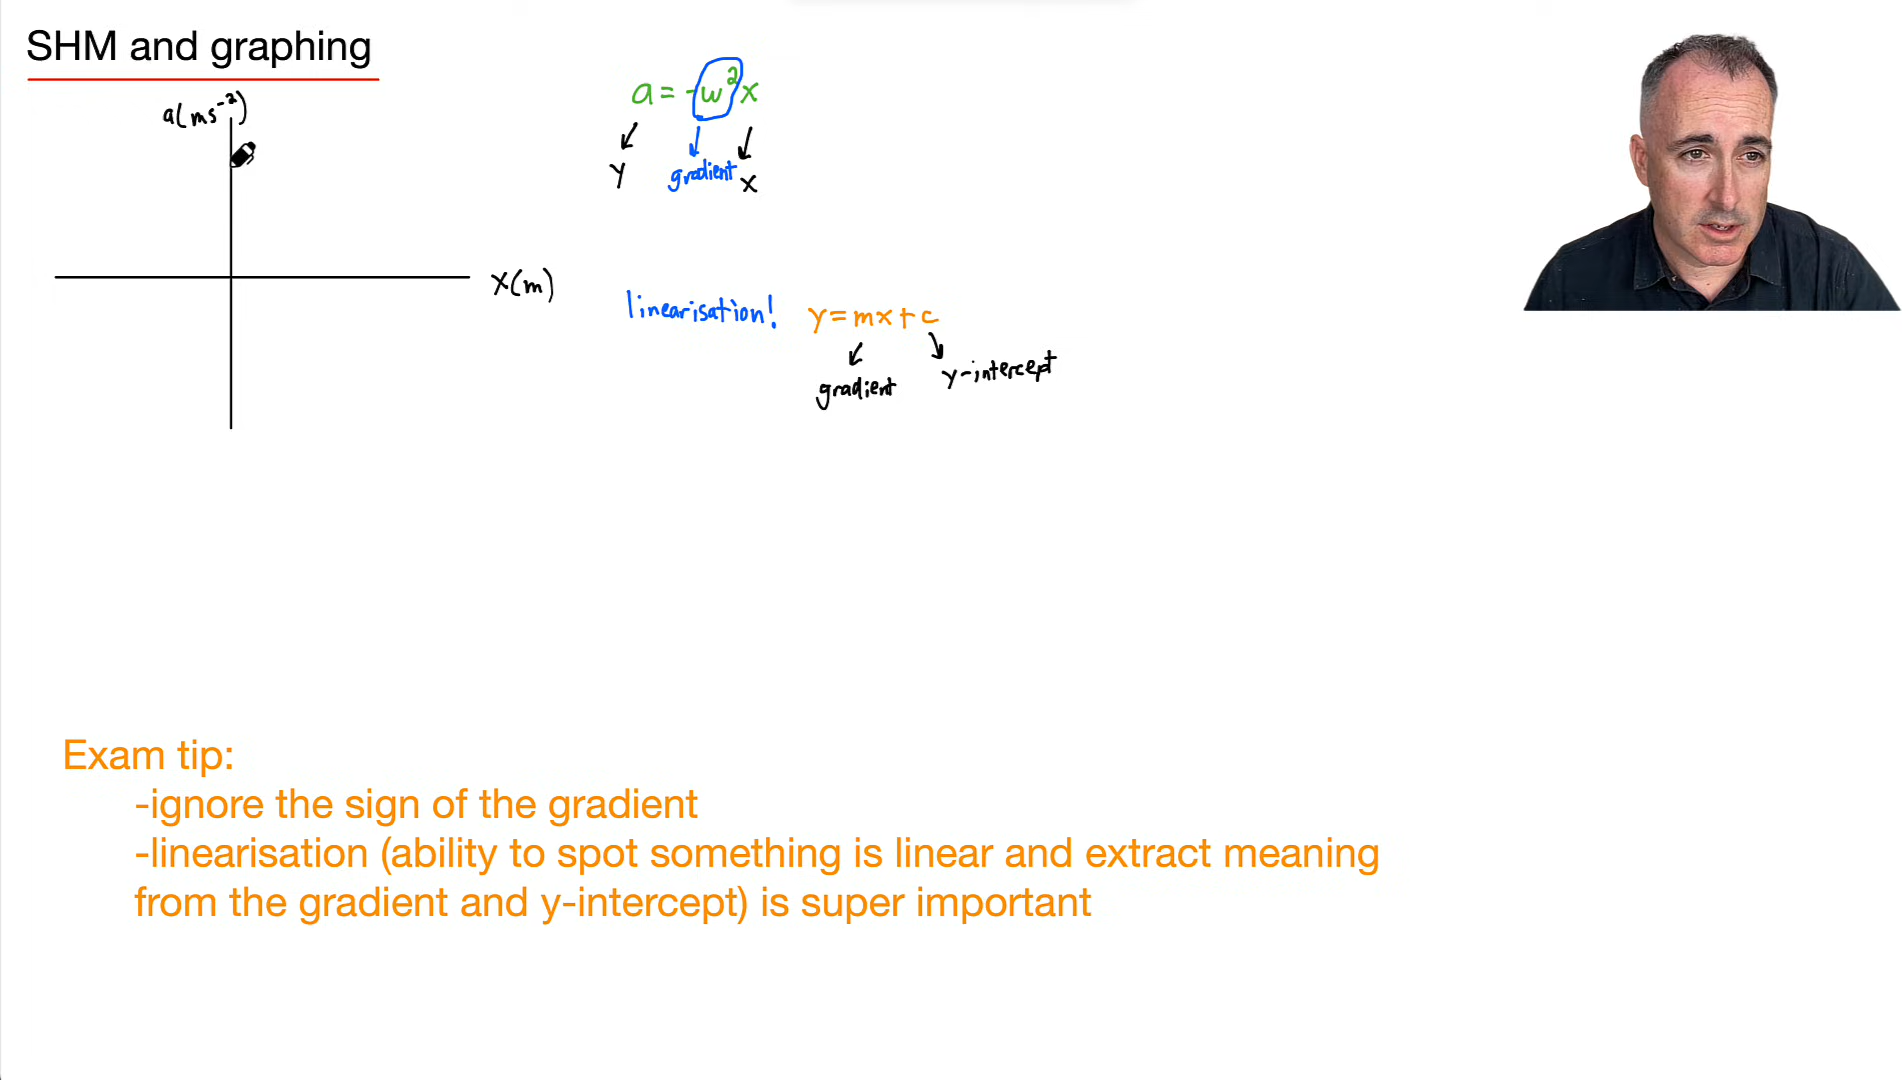 SHM and graphing
a(ms⁻²)
x(m)
a = -w²x
y gradient x
linearisation! y=mx+c
gradient y-intercept
Exam tip:
-ignore the sign of the gradient
-linearisation (ability to spot something is linear and extract meaning
from the gradient and y-intercept) is super important